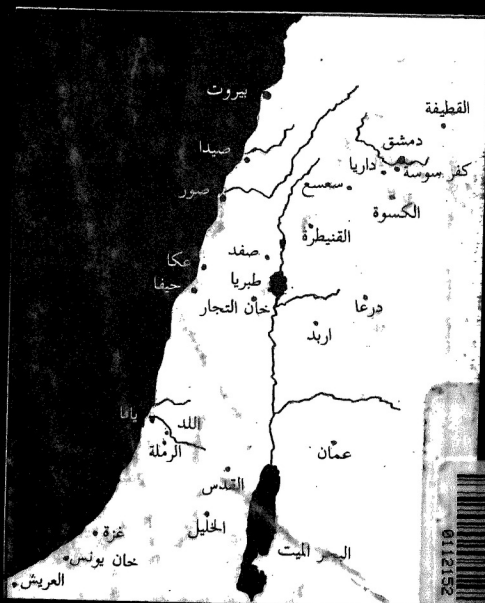 بيروت
القطيفة
دمشق
صيدا
داريا
كفر سوسة
سعسع
صور
الكسوة
القنيطرة
صفد
عكا
طبريا
حيفا
خان التجار
درعا
اربد
يافا
اللد
الرملة
عمان
القدس
الخليل
غزة
البحر الميت
خان يونس
العريش
0112152